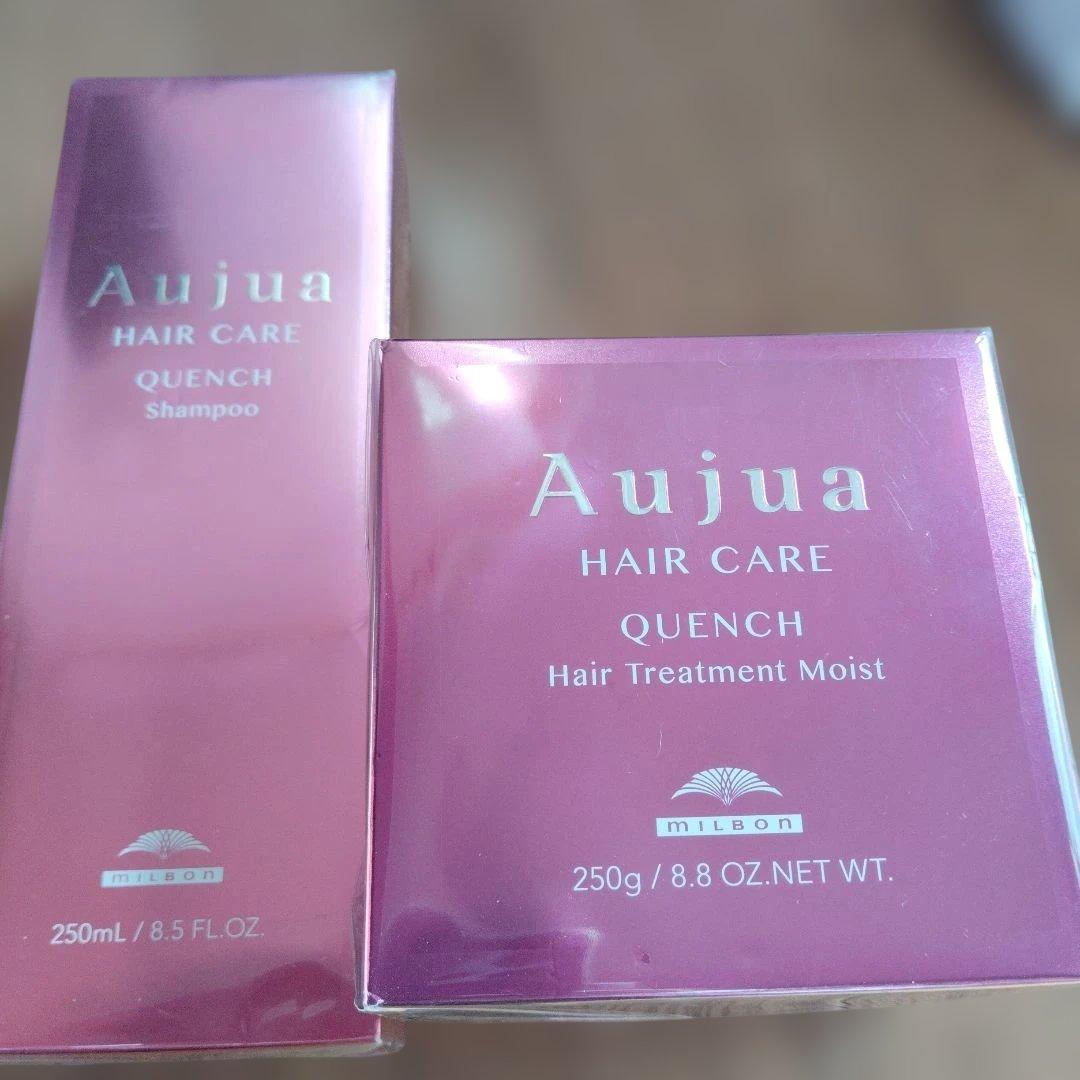 Aujua
HAIR CARE
QUENCH
Shampoo
MILBON
250mL / 8.5 FL.OZ.
Aujua
HAIR CARE
QUENCH
Hair Treatment Moist
MILBON
250g / 8.8 OZ.NET WT.